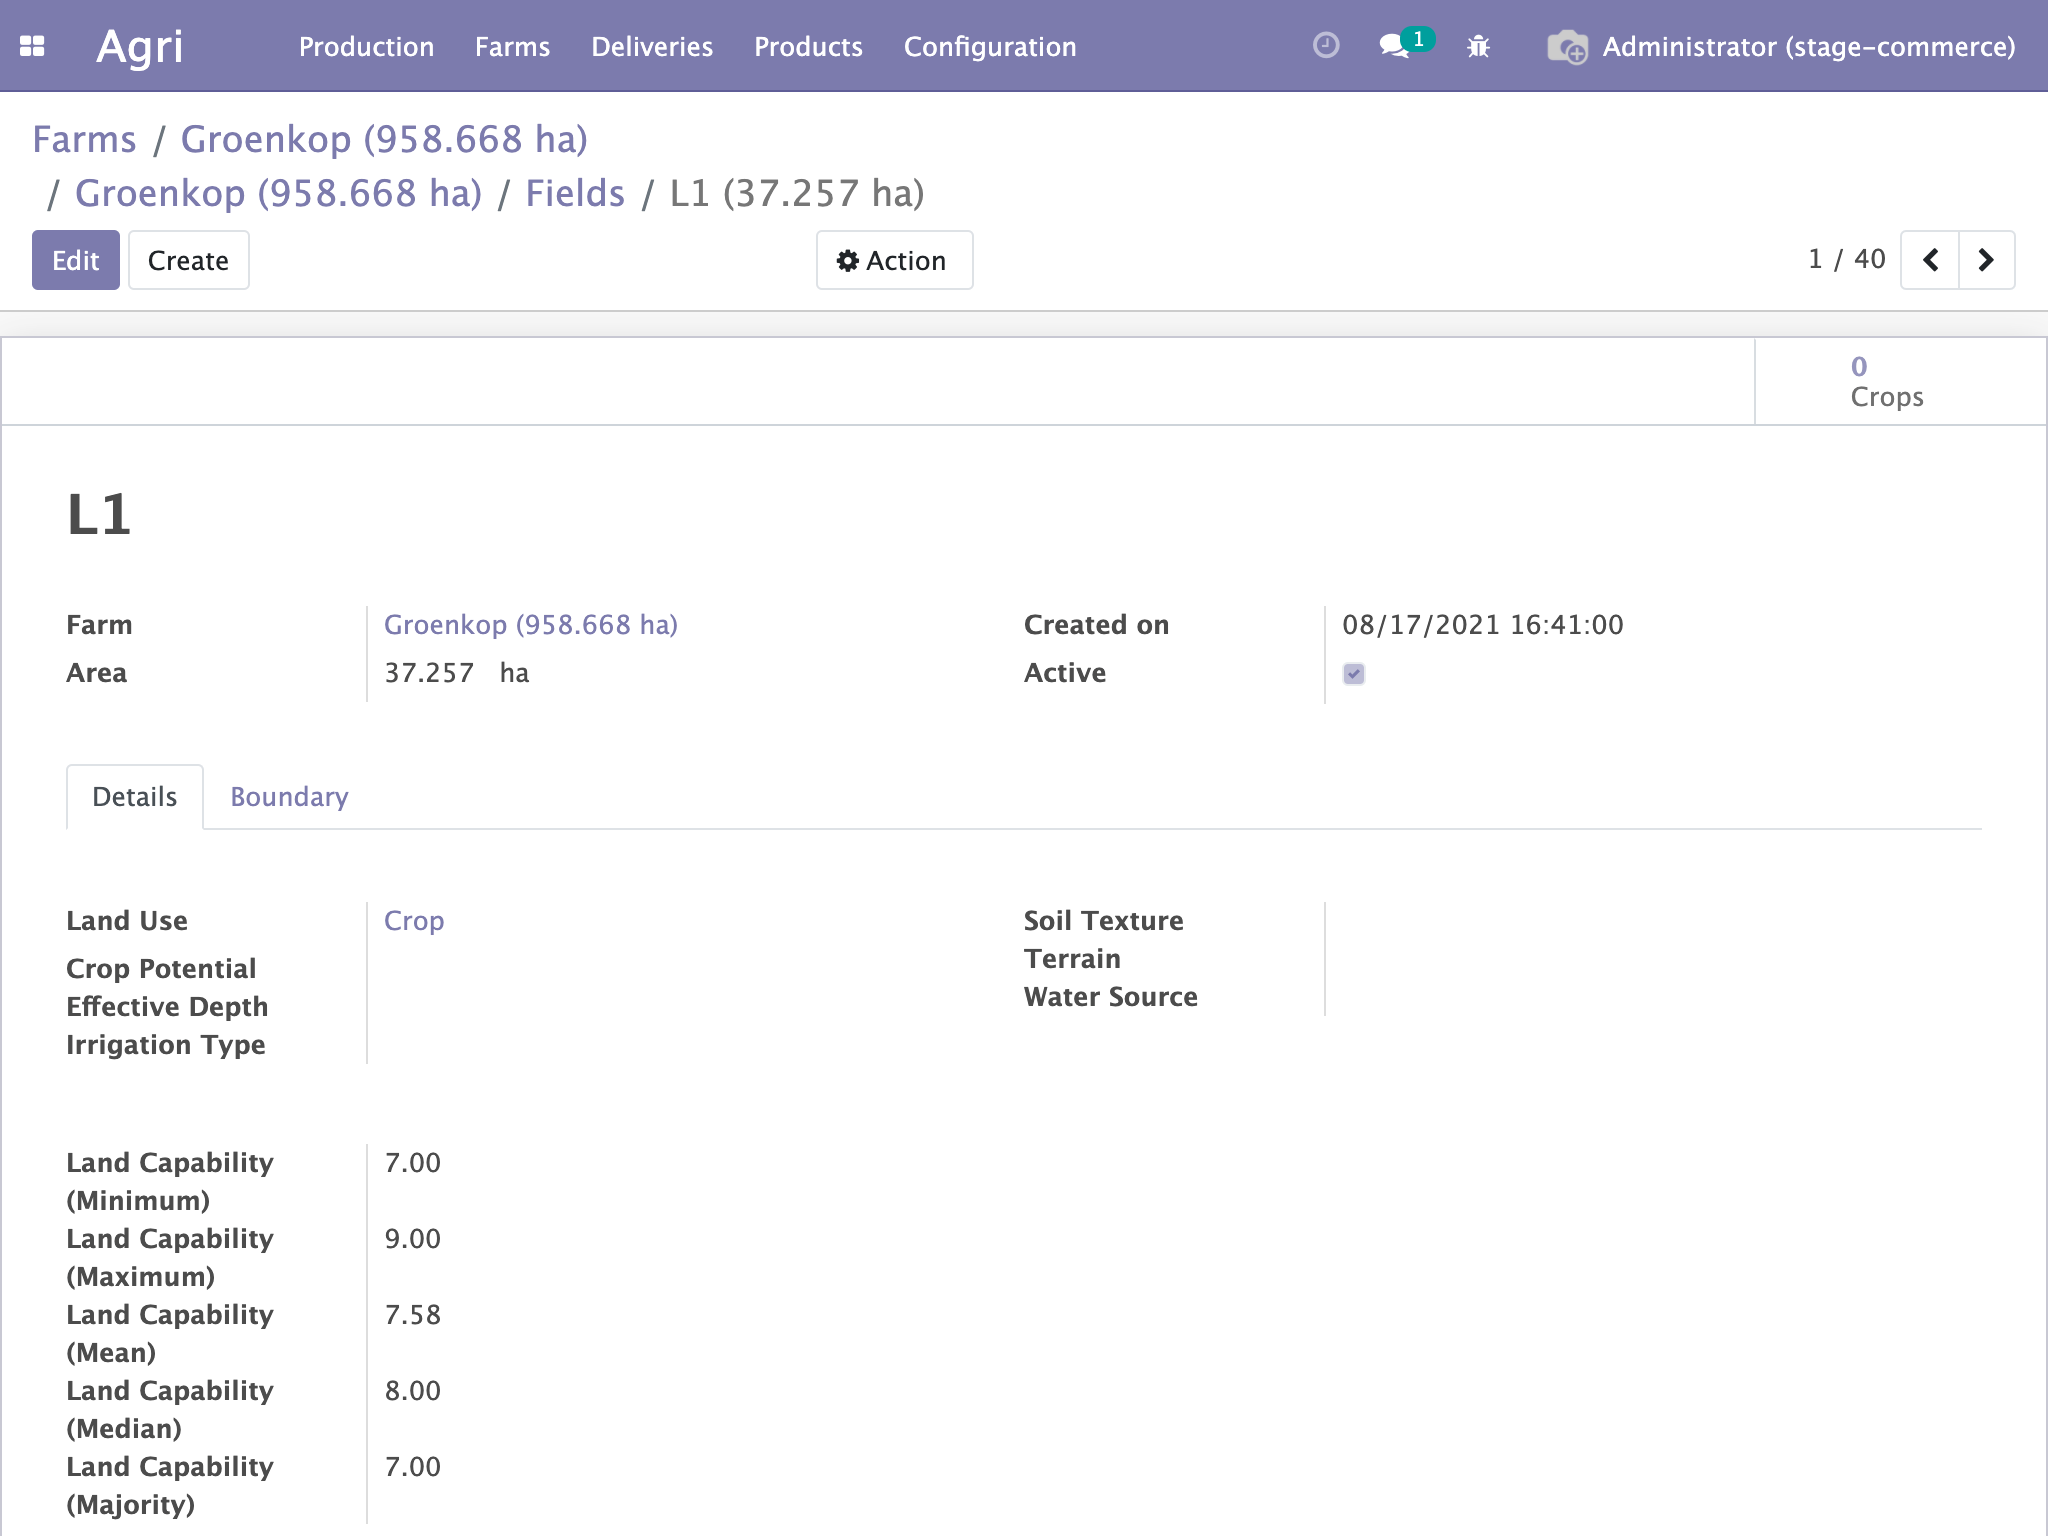 Agri Production Farms Deliveries Products Configuration 1 Administrator (stage-commerce)
Farms / Groenkop (958.668 ha)
/ Groenkop (958.668 ha) / Fields / L1 (37.257 ha)
Edit Create Action 1 / 40
0
Crops
L1
Farm Groenkop (958.668 ha)
Area 37.257 ha
Created on 08/17/2021 16:41:00
Active
Details Boundary
Land Use Crop
Crop Potential
Effective Depth
Irrigation Type
Soil Texture
Terrain
Water Source
Land Capability 7.00
(Minimum)
Land Capability 9.00
(Maximum)
Land Capability 7.58
(Mean)
Land Capability 8.00
(Median)
Land Capability 7.00
(Majority)